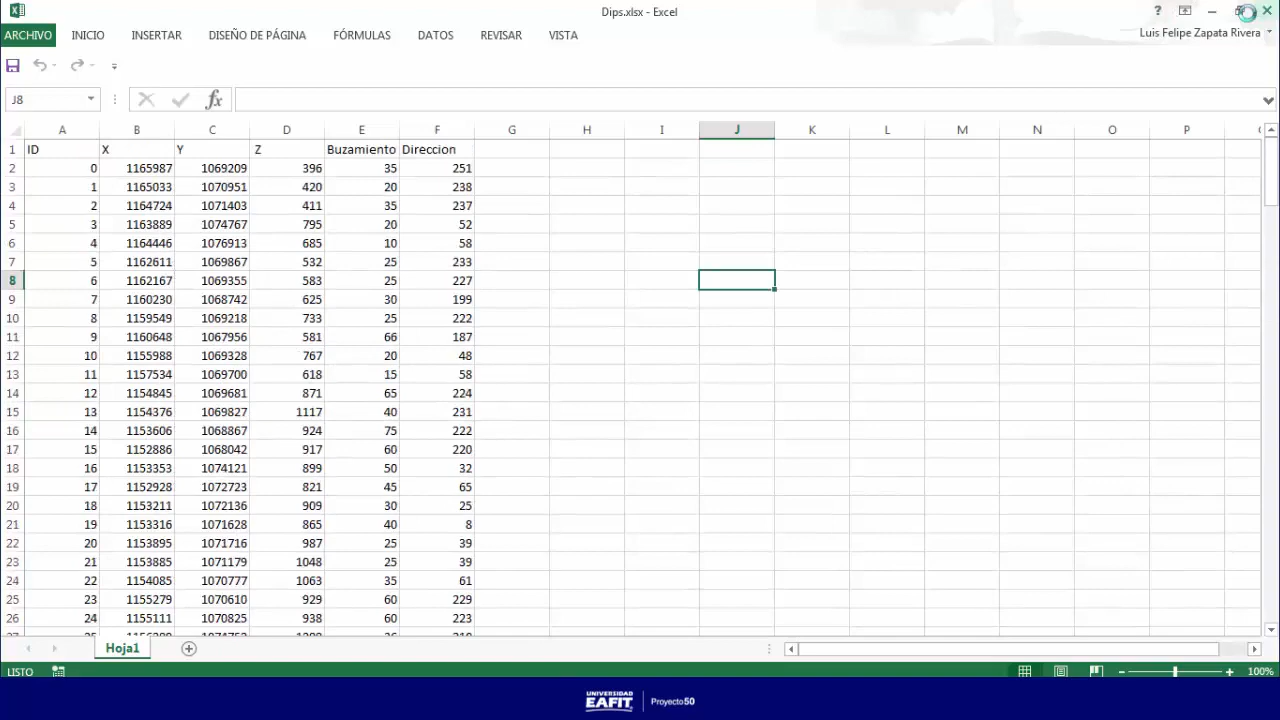 Dips.xlsx - Excel
?
ARCHIVO INICIO INSERTAR DISEÑO DE PÁGINA FÓRMULAS DATOS REVISAR VISTA Luis Felipe Zapata Rivera
J8 fx
A B C D E F G H I J K L M N O P
1 ID X Y Z Buzamiento Direccion
2 0 1165987 1069209 396 35 251
3 1 1165033 1070951 420 20 238
4 2 1164724 1071403 411 35 237
5 3 1163889 1074767 795 20 52
6 4 1164446 1076913 685 10 58
7 5 1162611 1069867 532 25 233
8 6 1162167 1069355 583 25 227
9 7 1160230 1068742 625 30 199
10 8 1159549 1069218 733 25 222
11 9 1160648 1067956 581 66 187
12 10 1155988 1069328 767 20 48
13 11 1157534 1069700 618 15 58
14 12 1154845 1069681 871 65 224
15 13 1154376 1069827 1117 40 231
16 14 1153606 1068867 924 75 222
17 15 1152886 1068042 917 60 220
18 16 1153353 1074121 899 50 32
19 17 1152928 1072723 821 45 65
20 18 1153211 1072136 909 30 25
21 19 1153316 1071628 865 40 8
22 20 1153895 1071716 987 25 39
23 21 1153885 1071179 1048 25 39
24 22 1154085 1070777 1063 35 61
25 23 1155279 1070610 929 60 229
26 24 1155111 1070825 938 60 223
Hoja1
LISTO 100%
UNIVERSIDAD
EAFIT Proyecto50